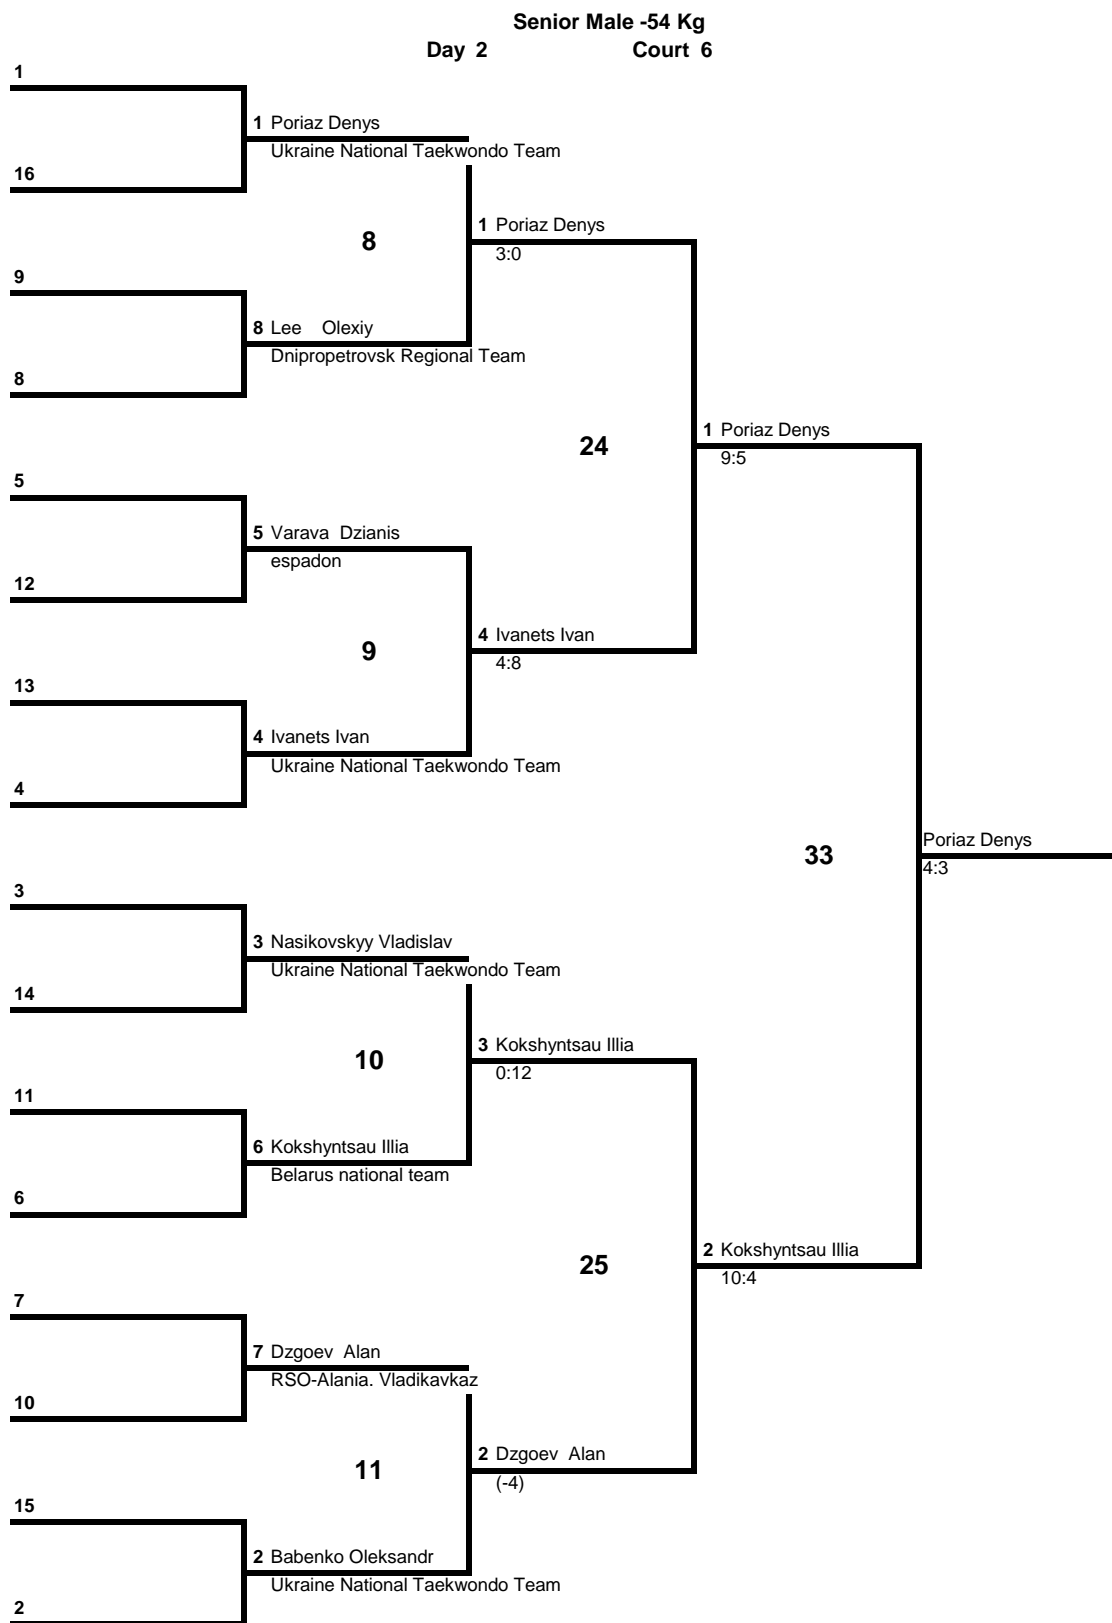 Senior Male -54 Kg
Day 2 Court 6
1
1 Poriaz Denys
Ukraine National Taekwondo Team
16
8
1 Poriaz Denys
3:0
9
8 Lee Olexiy
Dnipropetrovsk Regional Team
8
24
1 Poriaz Denys
9:5
5
5 Varava Dzianis
espadon
12
9
4 Ivanets Ivan
4:8
13
4 Ivanets Ivan
Ukraine National Taekwondo Team
4
33
Poriaz Denys
4:3
3
3 Nasikovskyy Vladislav
Ukraine National Taekwondo Team
14
10
3 Kokshyntsau Illia
0:12
11
6 Kokshyntsau Illia
Belarus national team
6
25
2 Kokshyntsau Illia
10:4
7
7 Dzgoev Alan
RSO-Alania. Vladikavkaz
10
11
2 Dzgoev Alan
(-4)
15
2 Babenko Oleksandr
Ukraine National Taekwondo Team
2